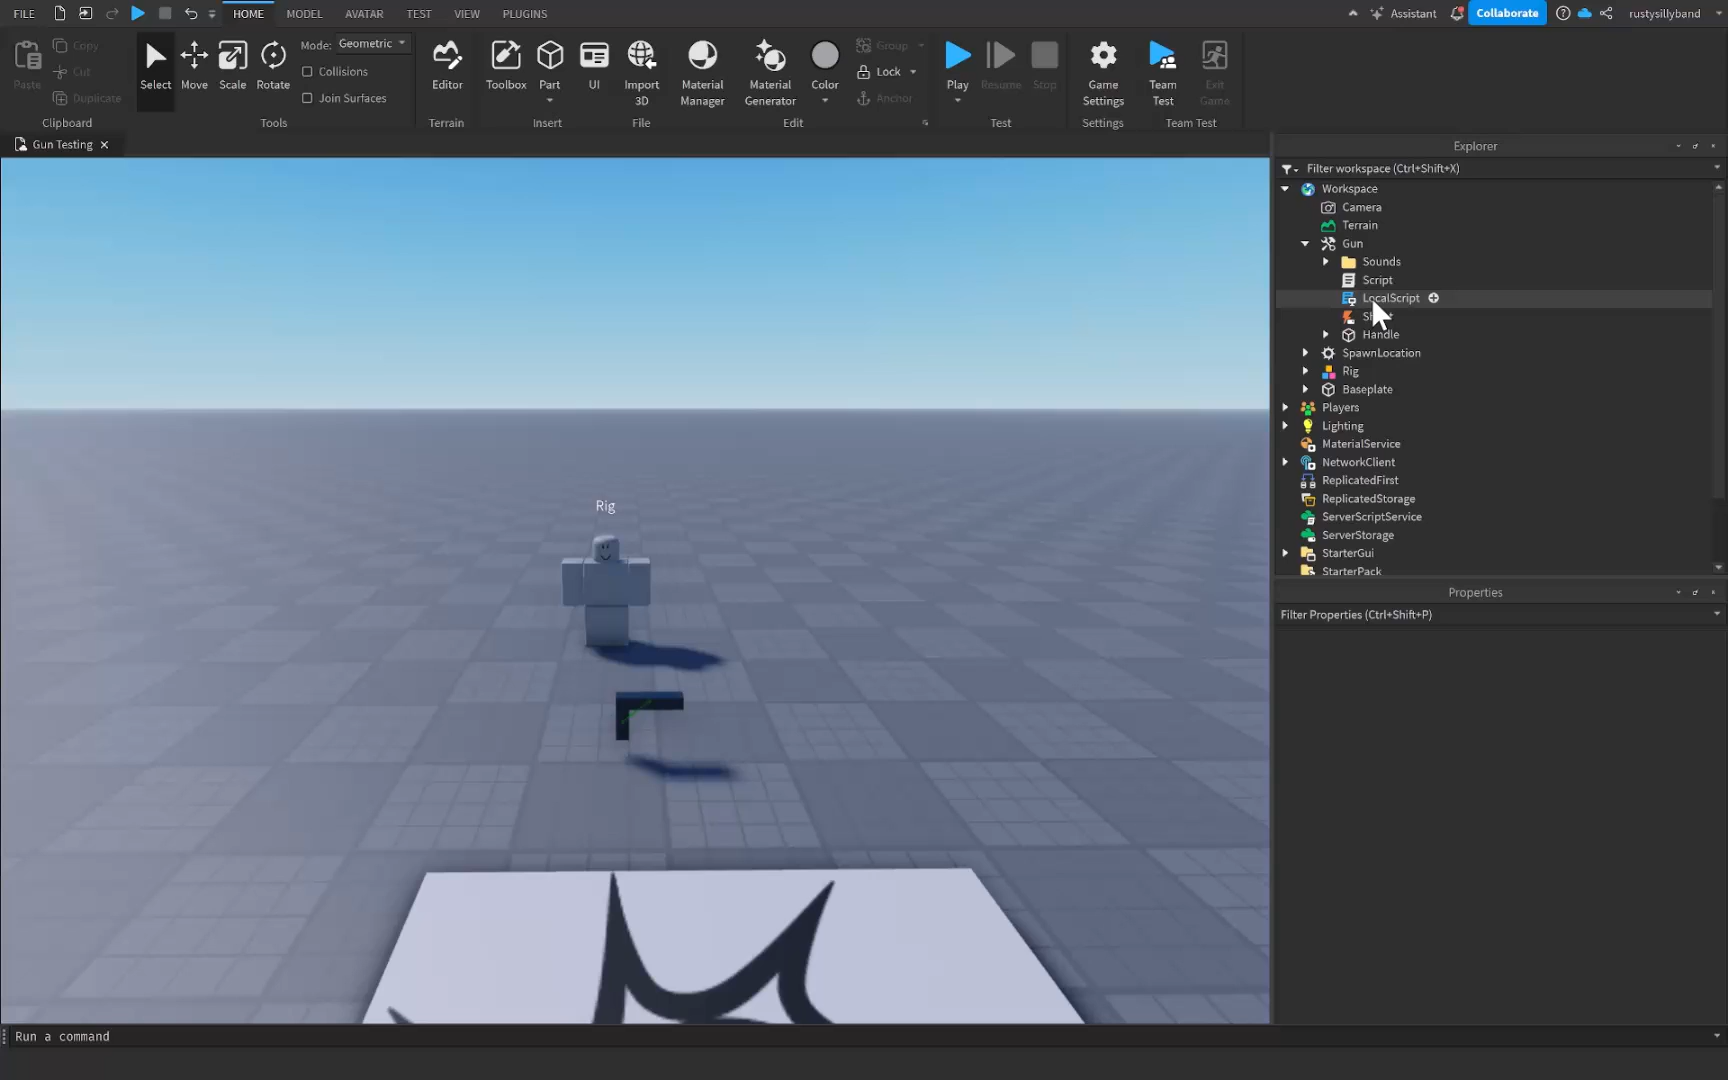 FILE HOME MODEL AVATAR TEST VIEW PLUGINS Assistant Collaborate rustysillyband
Paste Copy Cut Duplicate
Clipboard
Select Move Scale Rotate
Mode: Geometric
Collisions
Join Surfaces
Tools
Editor
Terrain
Toolbox Part UI
Insert
Import 3D
File
Material Manager
Material Generator
Color
Group
Lock
Anchor
Edit
Play Resume Stop
Test
Game Settings
Settings
Team Test
Exit Game
Team Test
Gun Testing
Rig
Explorer
Filter workspace (Ctrl+Shift+X)
Workspace
Camera
Terrain
Gun
Sounds
Script
LocalScript
Handle
SpawnLocation
Rig
Baseplate
Players
Lighting
MaterialService
NetworkClient
ReplicatedFirst
ReplicatedStorage
ServerScriptService
ServerStorage
StarterGui
StarterPack
Properties
Filter Properties (Ctrl+Shift+P)
Run a command